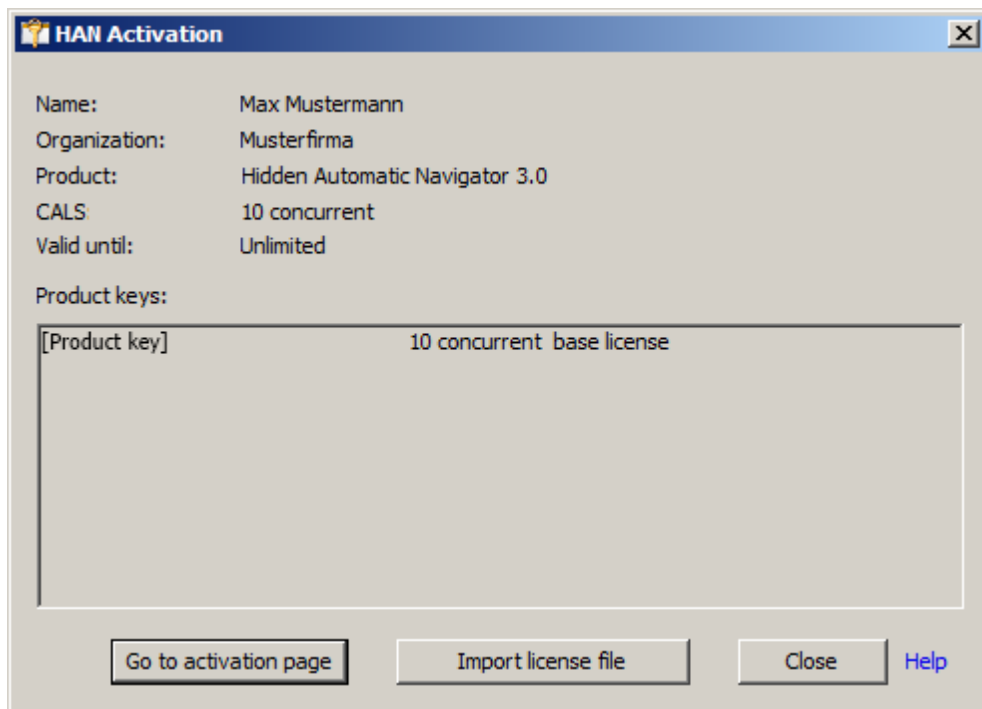 HAN Activation
Name: Max Mustermann
Organization: Musterfirma
Product: Hidden Automatic Navigator 3.0
CALS: 10 concurrent
Valid until: Unlimited
Product keys:
[Product key] 10 concurrent base license
Go to activation page Import license file Close Help